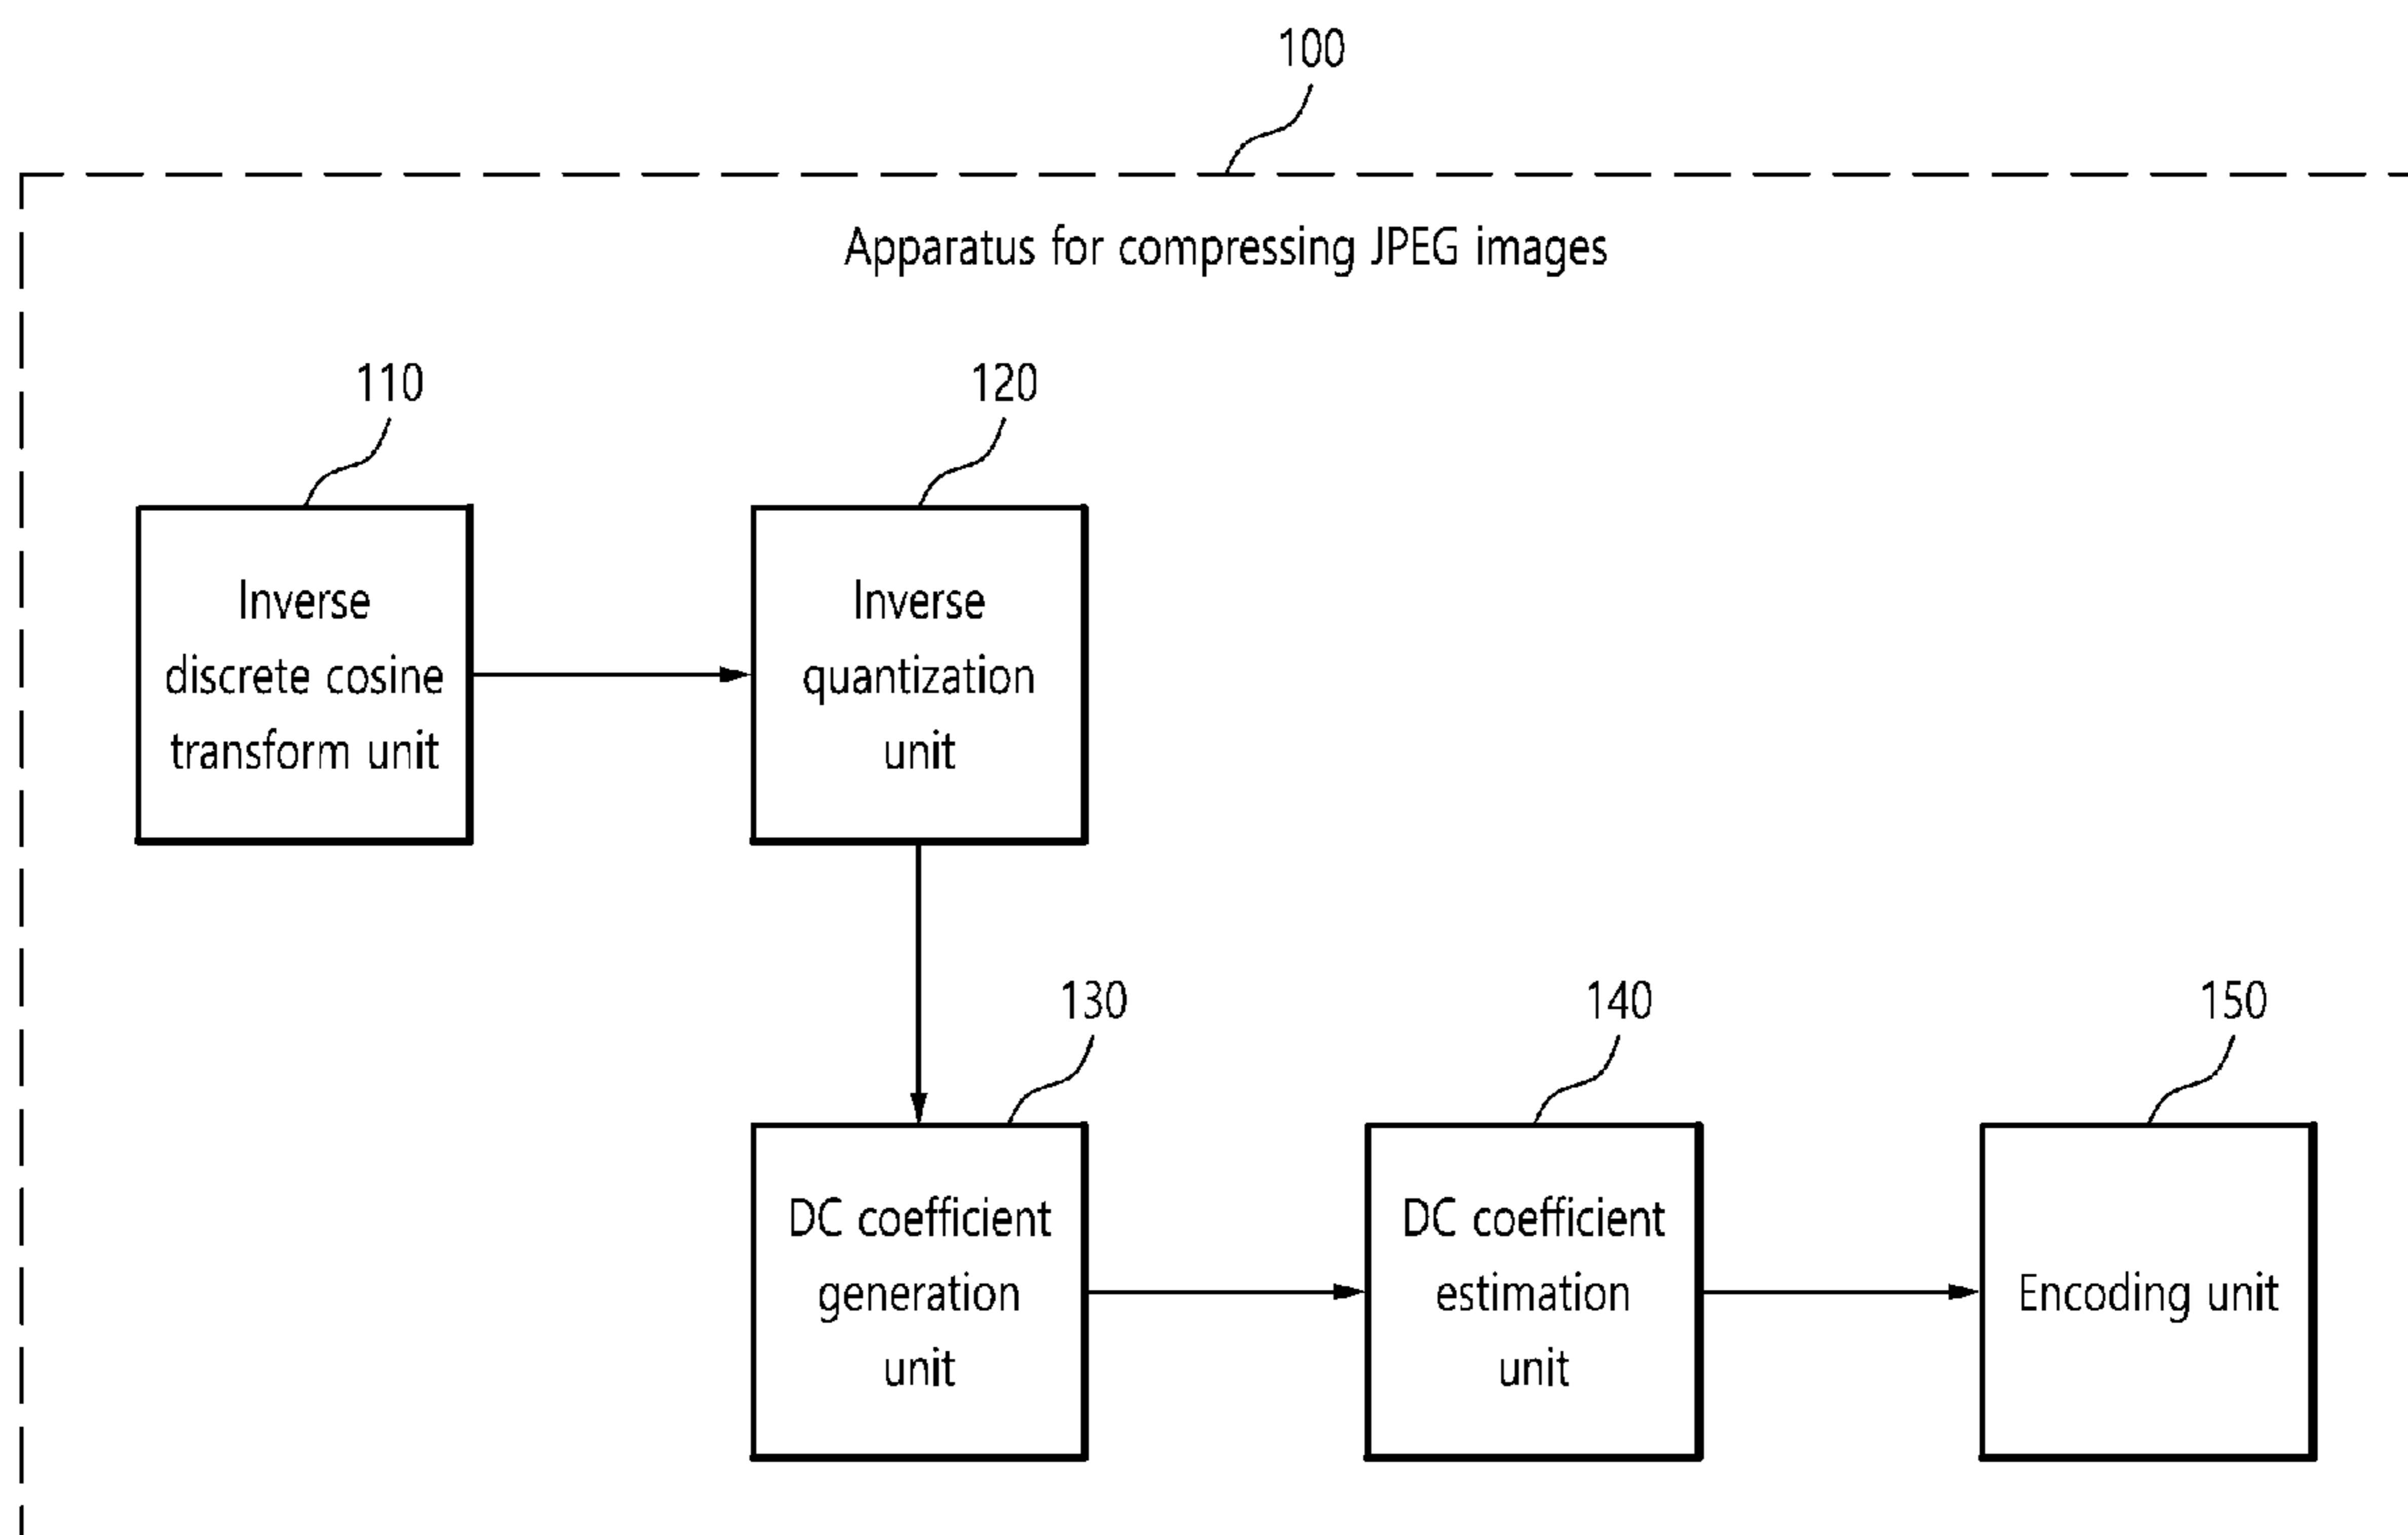 100
Apparatus for compressing JPEG images
110
120
Inverse
discrete cosine
transform unit
Inverse
quantization
unit
130
140
150
DC coefficient
generation
unit
DC coefficient
estimation
unit
Encoding unit